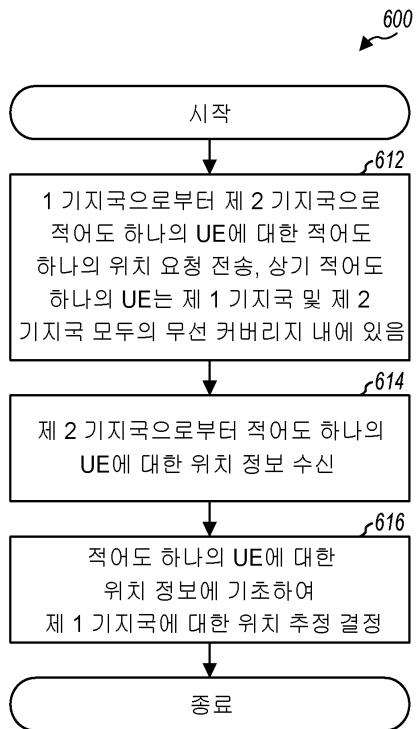 600
시작
612
1 기지국으로부터 제 2 기지국으로
적어도 하나의 UE에 대한 적어도
하나의 위치 요청 전송, 상기 적어도
하나의 UE는 제 1 기지국 및 제 2
기지국 모두의 무선 커버리지 내에 있음
614
제 2 기지국으로부터 적어도 하나의
UE에 대한 위치 정보 수신
616
적어도 하나의 UE에 대한
위치 정보에 기초하여
제 1 기지국에 대한 위치 추정 결정
종료